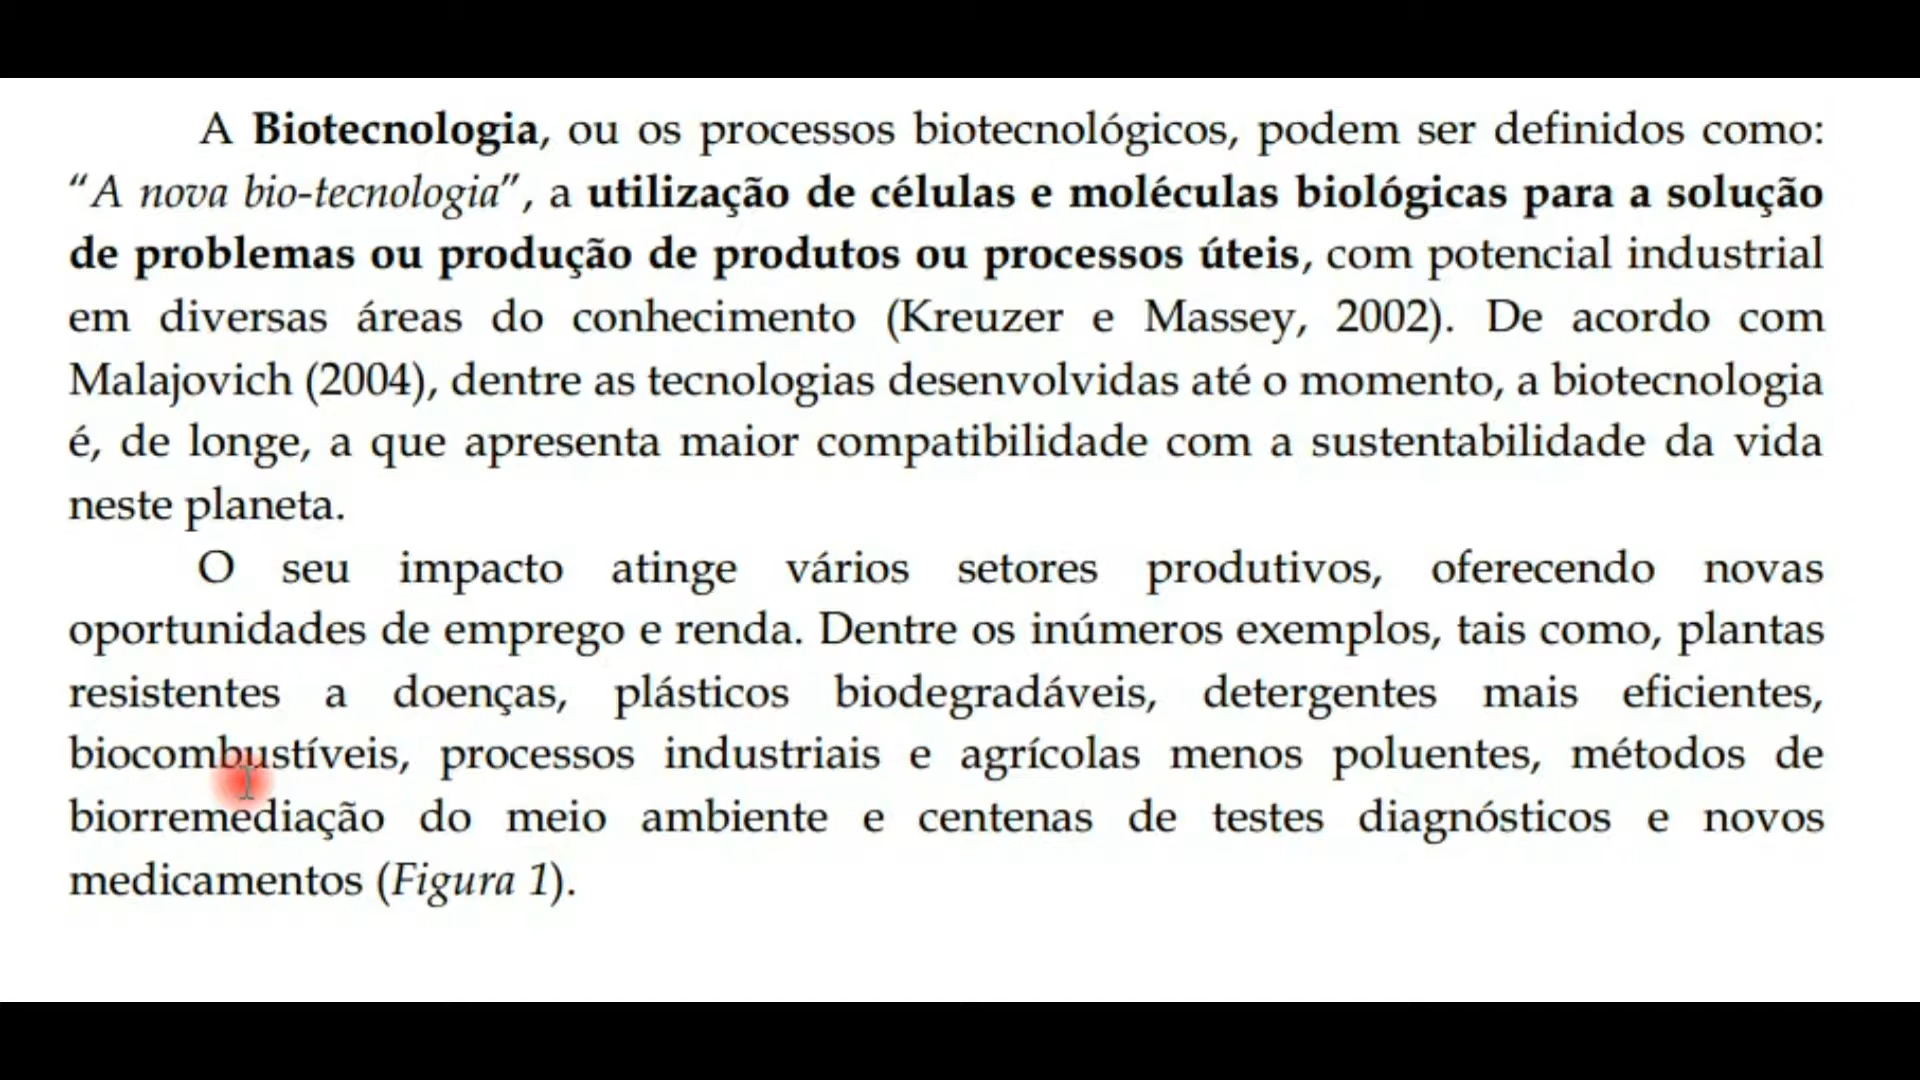 A Biotecnologia, ou os processos biotecnológicos, podem ser definidos como:
“A nova bio-tecnologia”, a utilização de células e moléculas biológicas para a solução
de problemas ou produção de produtos ou processos úteis, com potencial industrial
em diversas áreas do conhecimento (Kreuzer e Massey, 2002). De acordo com
Malajovich (2004), dentre as tecnologias desenvolvidas até o momento, a biotecnologia
é, de longe, a que apresenta maior compatibilidade com a sustentabilidade da vida
neste planeta.
O seu impacto atinge vários setores produtivos, oferecendo novas
oportunidades de emprego e renda. Dentre os inúmeros exemplos, tais como, plantas
resistentes a doenças, plásticos biodegradáveis, detergentes mais eficientes,
biocombustíveis, processos industriais e agrícolas menos poluentes, métodos de
biorremediação do meio ambiente e centenas de testes diagnósticos e novos
medicamentos (Figura 1).